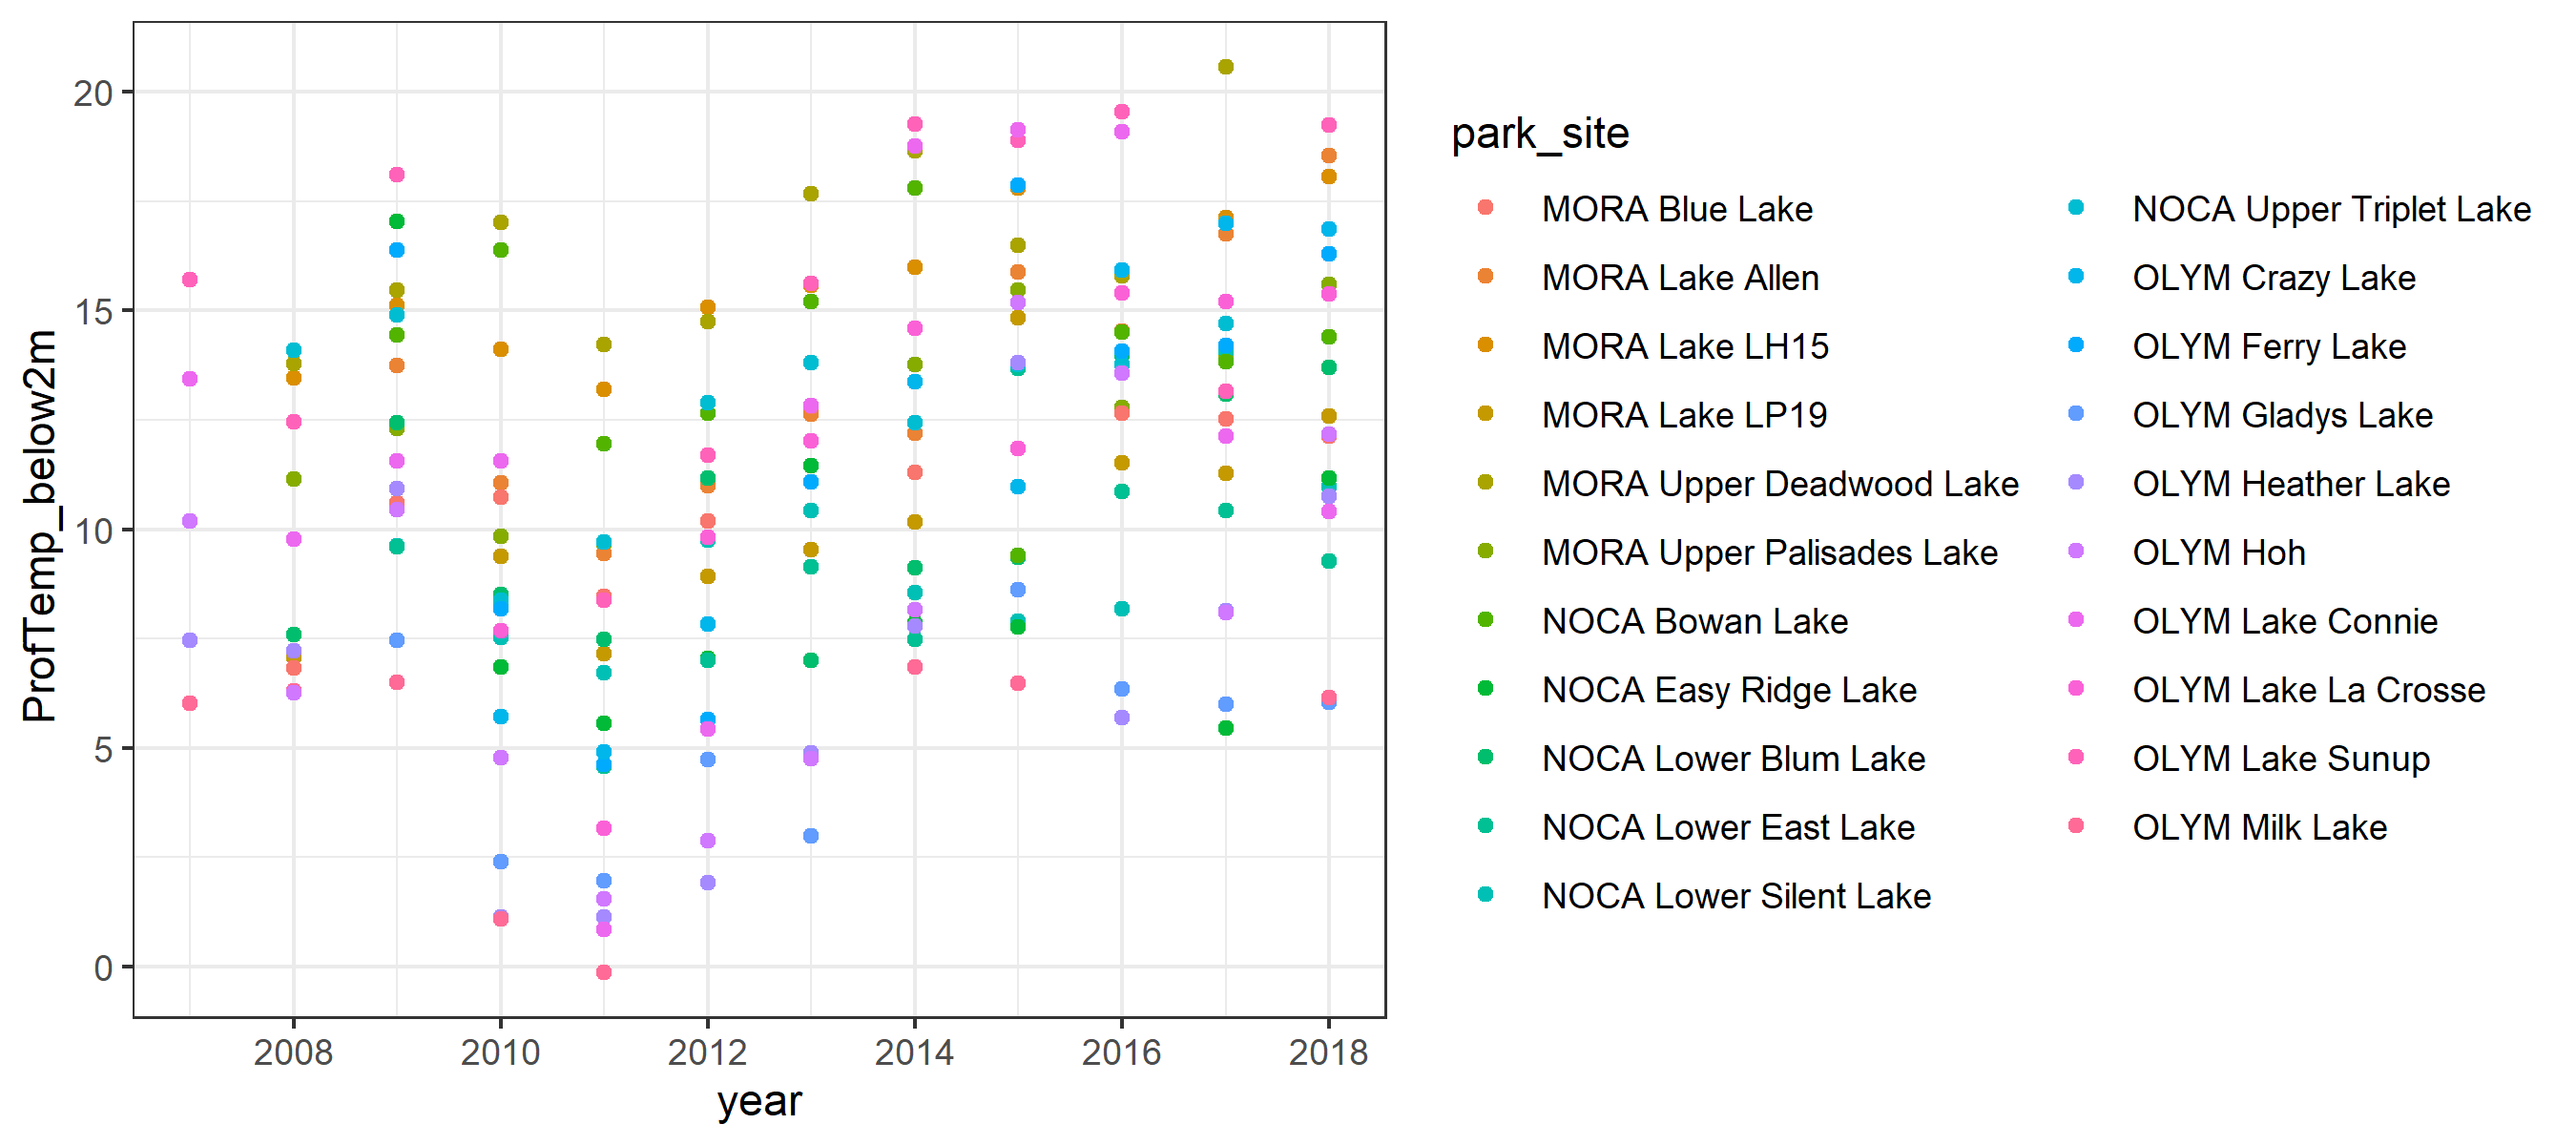 20
15
10
5
0
ProfTemp_below2m
2008 2010 2012 2014 2016 2018
year
park_site
MORA Blue Lake
MORA Lake Allen
MORA Lake LH15
MORA Lake LP19
MORA Upper Deadwood Lake
MORA Upper Palisades Lake
NOCA Bowan Lake
NOCA Easy Ridge Lake
NOCA Lower Blum Lake
NOCA Lower East Lake
NOCA Lower Silent Lake
NOCA Upper Triplet Lake
OLYM Crazy Lake
OLYM Ferry Lake
OLYM Gladys Lake
OLYM Heather Lake
OLYM Hoh
OLYM Lake Connie
OLYM Lake La Crosse
OLYM Lake Sunup
OLYM Milk Lake